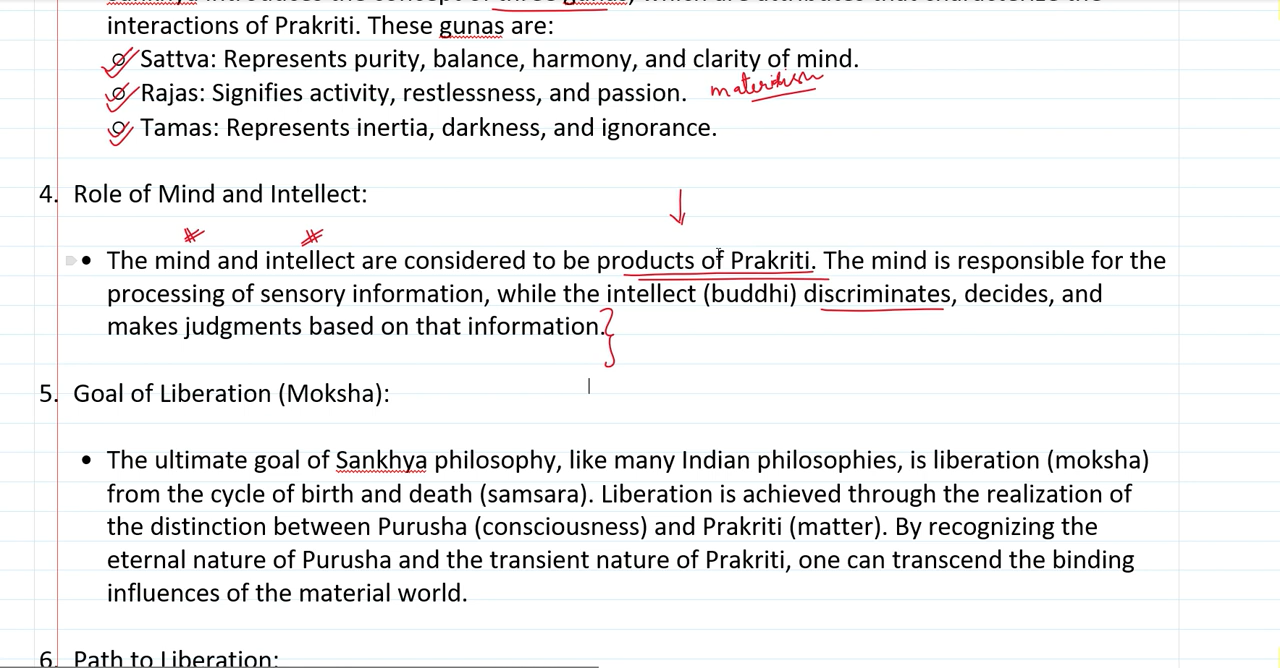 interactions of Prakriti. These gunas are:
Sattva: Represents purity, balance, harmony, and clarity of mind.
Rajas: Signifies activity, restlessness, and passion. materialism
Tamas: Represents inertia, darkness, and ignorance.
4. Role of Mind and Intellect:
• The mind and intellect are considered to be products of Prakriti. The mind is responsible for the
processing of sensory information, while the intellect (buddhi) discriminates, decides, and
makes judgments based on that information.
5. Goal of Liberation (Moksha):
• The ultimate goal of Sankhya philosophy, like many Indian philosophies, is liberation (moksha)
from the cycle of birth and death (samsara). Liberation is achieved through the realization of
the distinction between Purusha (consciousness) and Prakriti (matter). By recognizing the
eternal nature of Purusha and the transient nature of Prakriti, one can transcend the binding
influences of the material world.
6. Path to Liberation: